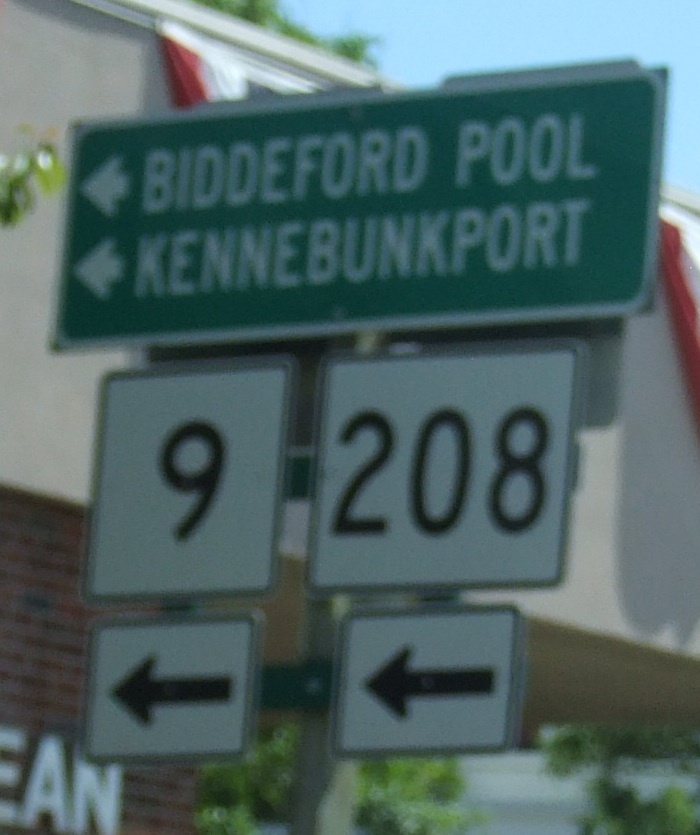 BIDDEFORD POOL
KENNEBUNKPORT
9 208
EAN